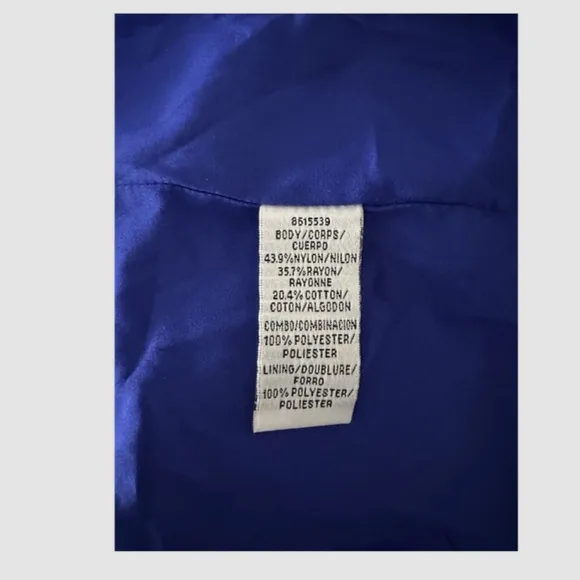 8515539
BODY/CORPS/
CUERPO
43.9%NYLON/NILON
35.7%RAYON/
RAYONNE
20.4%COTTON/
COTON/ALGODON
COMBO/COMBINACION
100%POLYESTER/
POLIESTER
LINING/DOUBLURE/
FORRO
100%POLYESTER/
POLIESTER